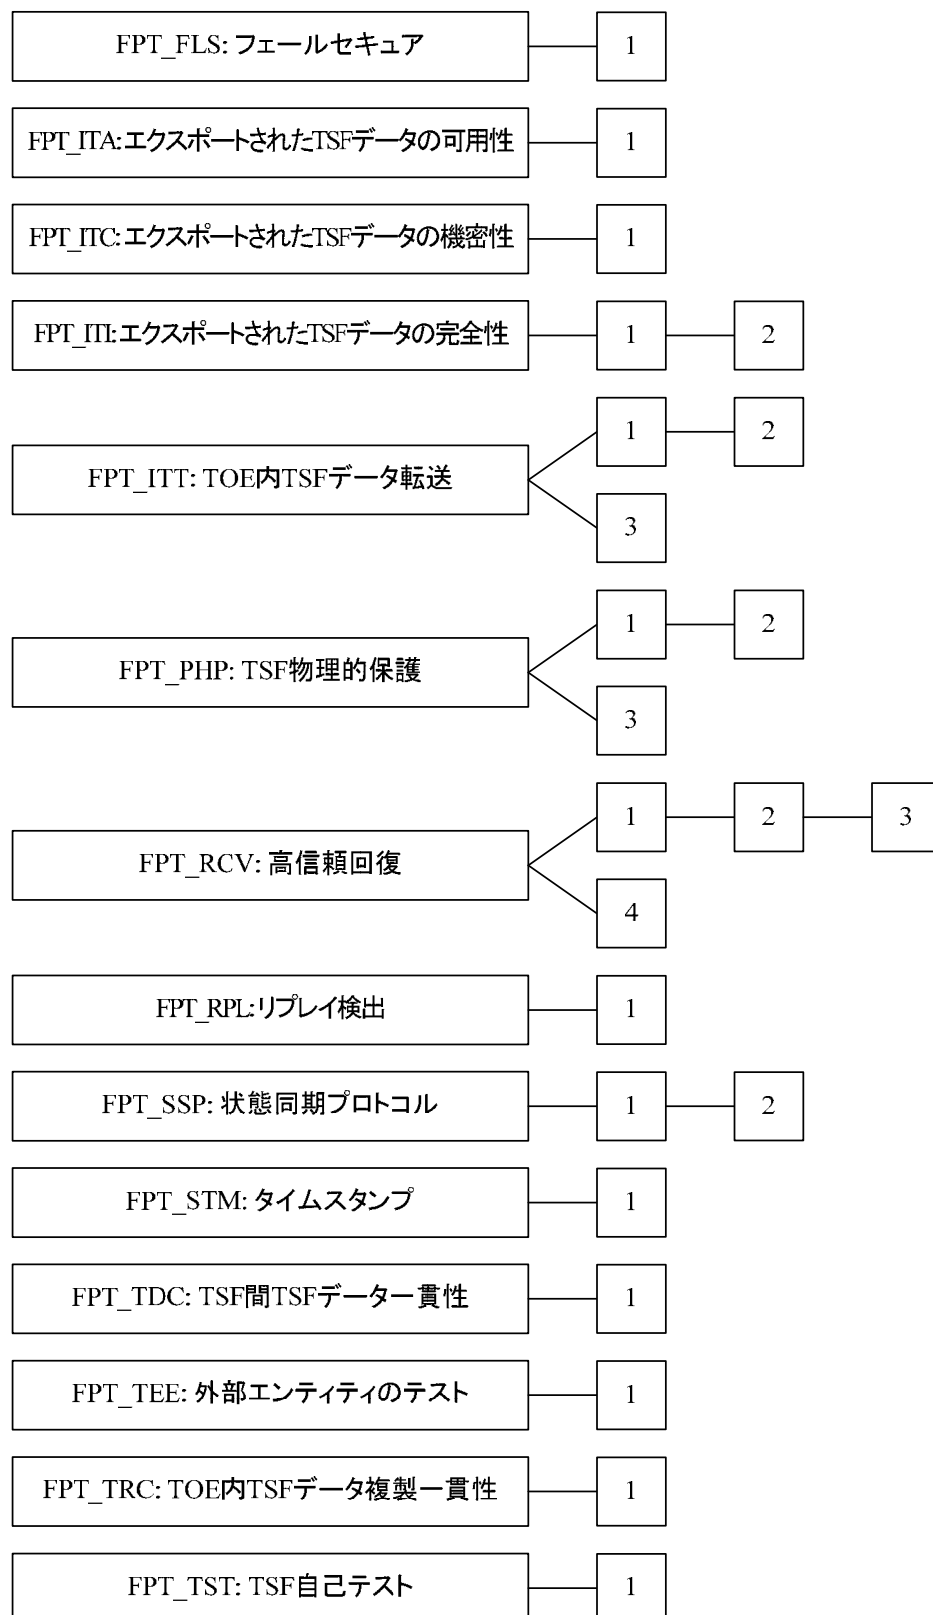 FPT_FLS: フェールセキュア 1
FPT_ITA:エクスポートされたTSFデータの可用性 1
FPT_ITC:エクスポートされたTSFデータの機密性 1
FPT_ITI:エクスポートされたTSFデータの完全性 1 2
1 2
FPT_ITT: TOE内TSFデータ転送
3
1 2
FPT_PHP: TSF物理的保護
3
1 2 3
FPT_RCV: 高信頼回復
4
FPT_RPL:リプレイ検出 1
FPT_SSP: 状態同期プロトコル 1 2
FPT_STM: タイムスタンプ 1
FPT_TDC: TSF間TSFデータ一貫性 1
FPT_TEE: 外部エンティティのテスト 1
FPT_TRC: TOE内TSFデータ複製一貫性 1
FPT_TST: TSF自己テスト 1